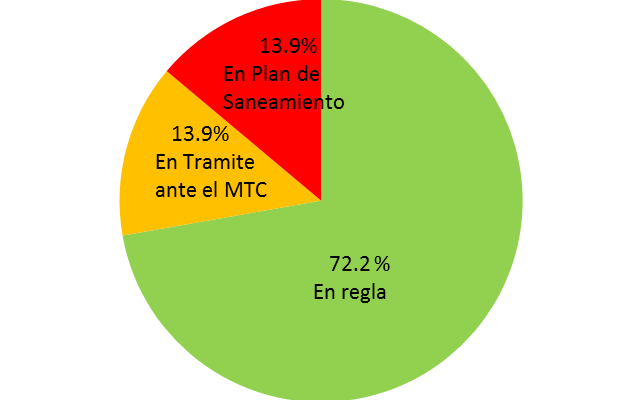 13.9%
En Plan de
Saneamiento
13.9%
En Tramite
ante el MTC
72.2 %
En regla